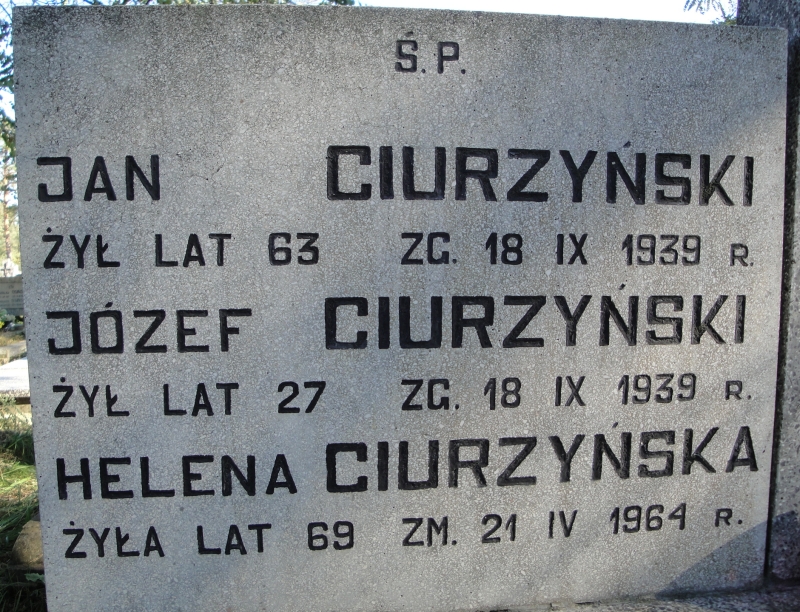 Ś.P.
JAN CIURZYŃSKI
ŻYŁ LAT 63 ZG. 18 IX 1939 R.
JÓZEF CIURZYŃSKI
ŻYŁ LAT 27 ZG. 18 IX 1939 R.
HELENA CIURZYŃSKA
ŻYŁA LAT 69 ZM. 21 IV 1964 R.